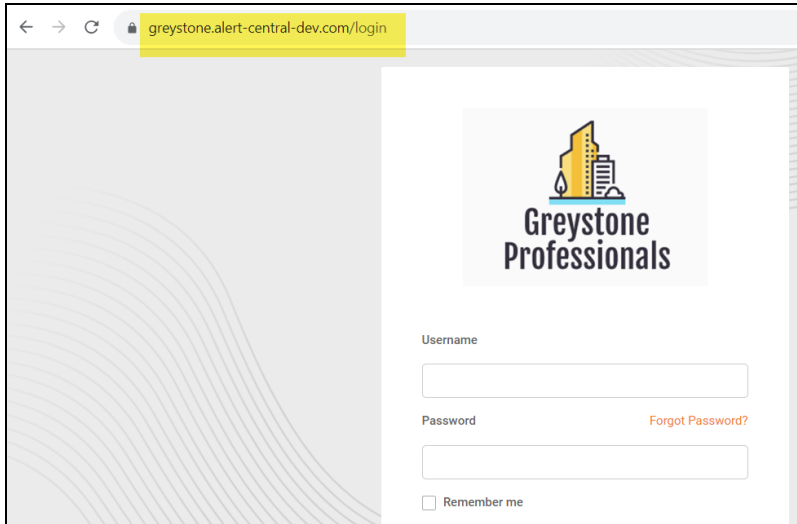 greystone.alert-central-dev.com/login
Greystone
Professionals
Username
Password Forgot Password?
Remember me